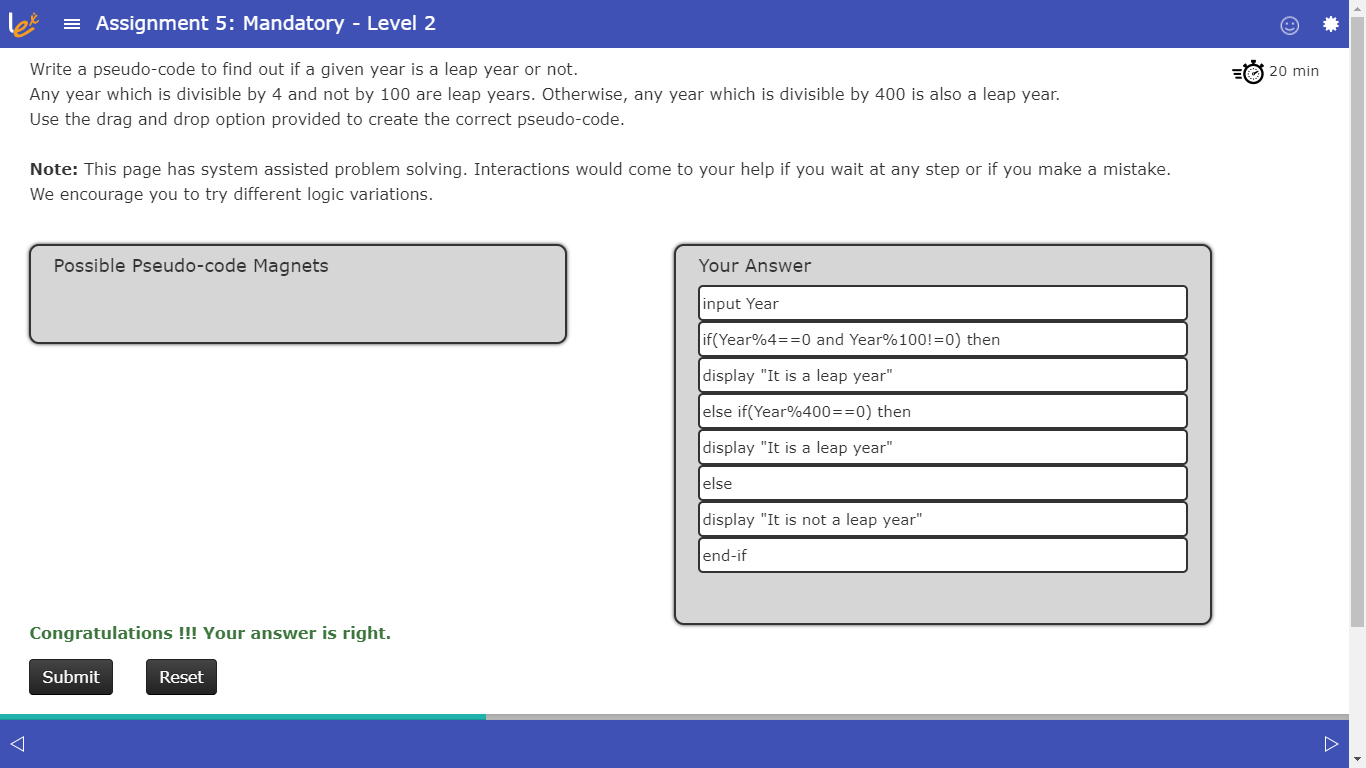 Lex
Assignment 5: Mandatory - Level 2
Write a pseudo-code to find out if a given year is a leap year or not.
20 min
Any year which is divisible by 4 and not by 100 are leap years. Otherwise, any year which is divisible by 400 is also a leap year.
Use the drag and drop option provided to create the correct pseudo-code.
Note: This page has system assisted problem solving. Interactions would come to your help if you wait at any step or if you make a mistake.
We encourage you to try different logic variations.
Possible Pseudo-code Magnets
Your Answer
input Year
if(Year%4==0 and Year%100!=0) then
display "It is a leap year"
else if(Year%400==0) then
display "It is a leap year"
else
display "It is not a leap year"
end-if
Congratulations !!! Your answer is right.
Submit
Reset